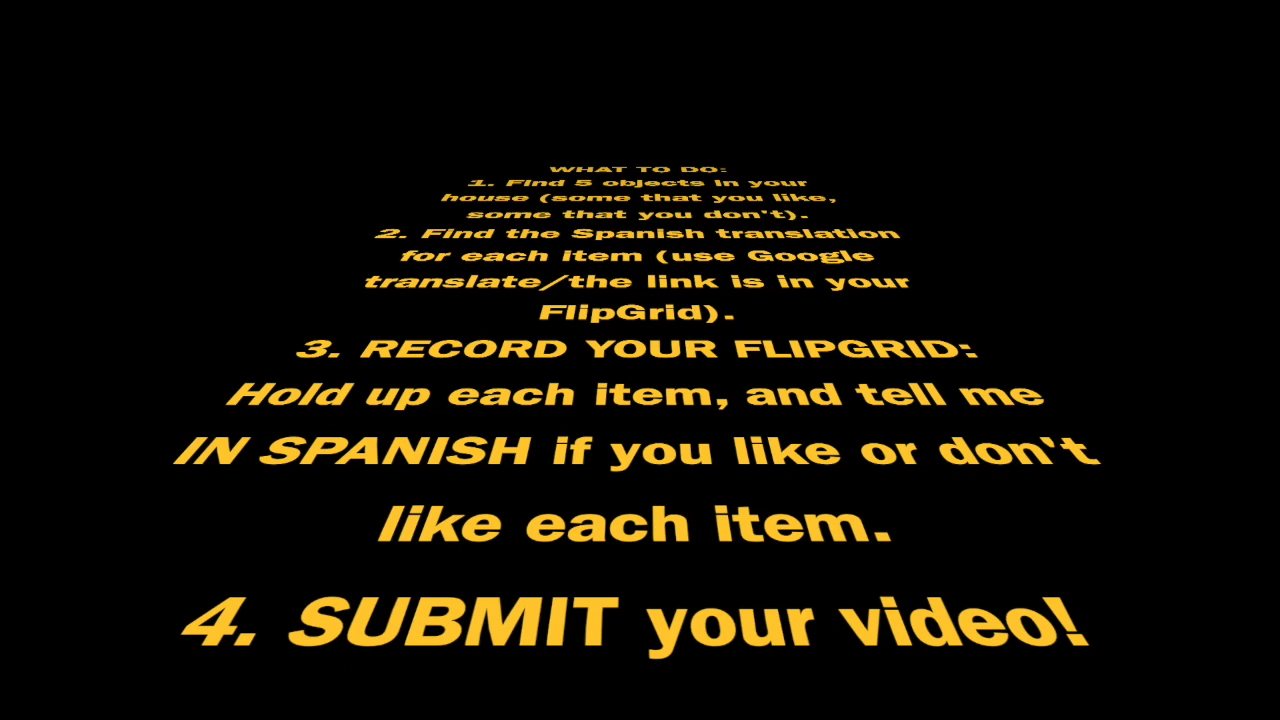 WHAT TO DO:
1. Find 5 objects in your
house (some that you like,
some that you don't).
2. Find the Spanish translation
for each item (use Google
translate/the link is in your
FlipGrid).
3. RECORD YOUR FLIPGRID:
Hold up each item, and tell me
IN SPANISH if you like or don't
like each item.
4. SUBMIT your video!